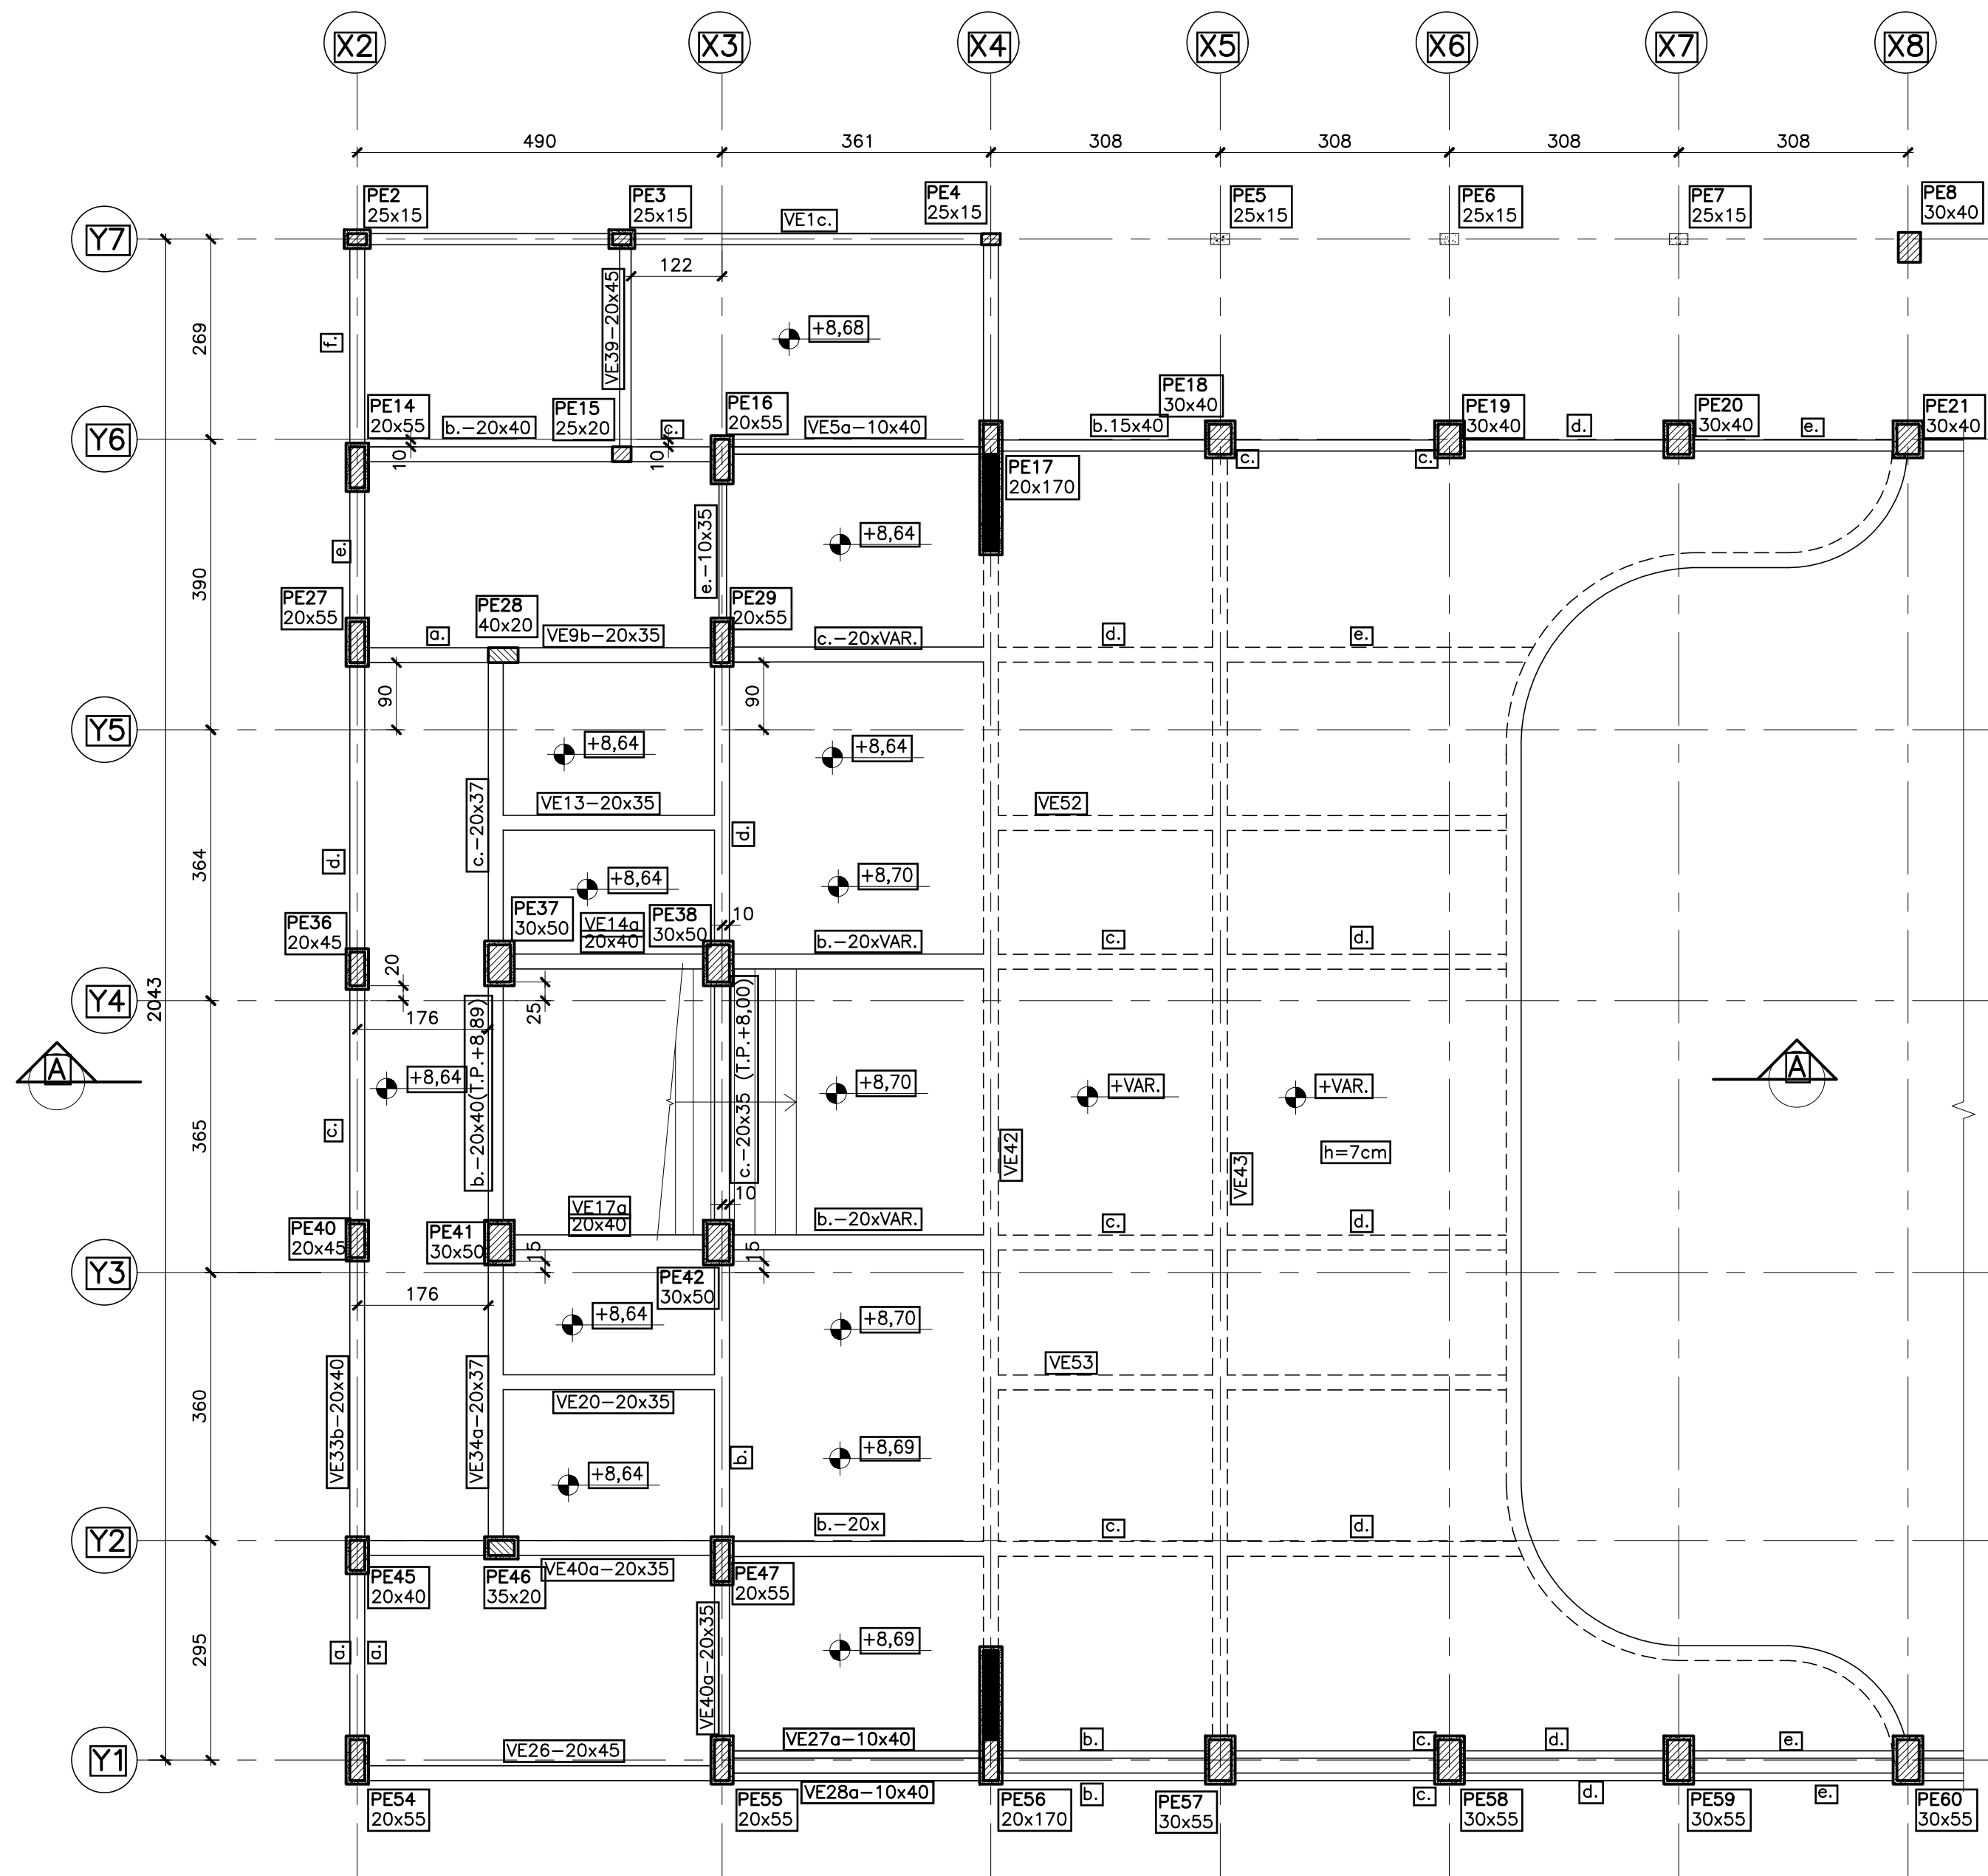 X2
X3
X4
X5
X6
X7
X8
490
361
308
308
308
308
PE2
25x15
PE3
25x15
VE1c.
PE4
25x15
PE5
25x15
PE6
25x15
PE7
25x15
PE8
30x40
Y7
122
VE39-20x45
+8,68
269
f.
PE14
20x55
b.-20x40
PE15
25x20
c.
PE16
20x55
VE5a-10x40
b.15x40
PE18
30x40
PE19
30x40
d.
PE20
30x40
e.
PE21
30x40
Y6
10
10
c.
c.
PE17
20x170
e.
e.-10x35
+8,64
390
PE27
20x55
PE28
40x20
a.
VE9b-20x35
PE29
20x55
c.-20xVAR.
d.
e.
90
90
Y5
+8,64
+8,64
c.-20x37
VE13-20x35
VE52
d.
d.
364
+8,64
+8,70
PE36
20x45
PE37
30x50
VE14a
20x40
PE38
30x50
10
b.-20xVAR.
c.
d.
20
25
Y4
2043
176
A
+8,64
b.-20x40(T.P.+8,89)
c.-20x35 (T.P.+8,00)
+8,70
+VAR.
+VAR.
A
h=7cm
VE42
VE43
365
c.
10
PE40
20x45
PE41
30x50
VE17a
20x40
b.-20xVAR.
c.
d.
15
15
Y3
PE42
30x50
176
+8,64
+8,70
VE53
VE33b-20x40
VE34a-20x37
VE20-20x35
360
b.
+8,69
+8,64
b.-20x
c.
d.
Y2
PE45
20x40
PE46
35x20
VE40a-20x35
PE47
20x55
295
a.
a.
VE40a-20x35
+8,69
VE26-20x45
VE27a-10x40
b.
c.
d.
e.
Y1
PE54
20x55
PE55
20x55
VE28a-10x40
PE56
20x170
b.
PE57
30x55
c.
PE58
30x55
d.
PE59
30x55
e.
PE60
30x55